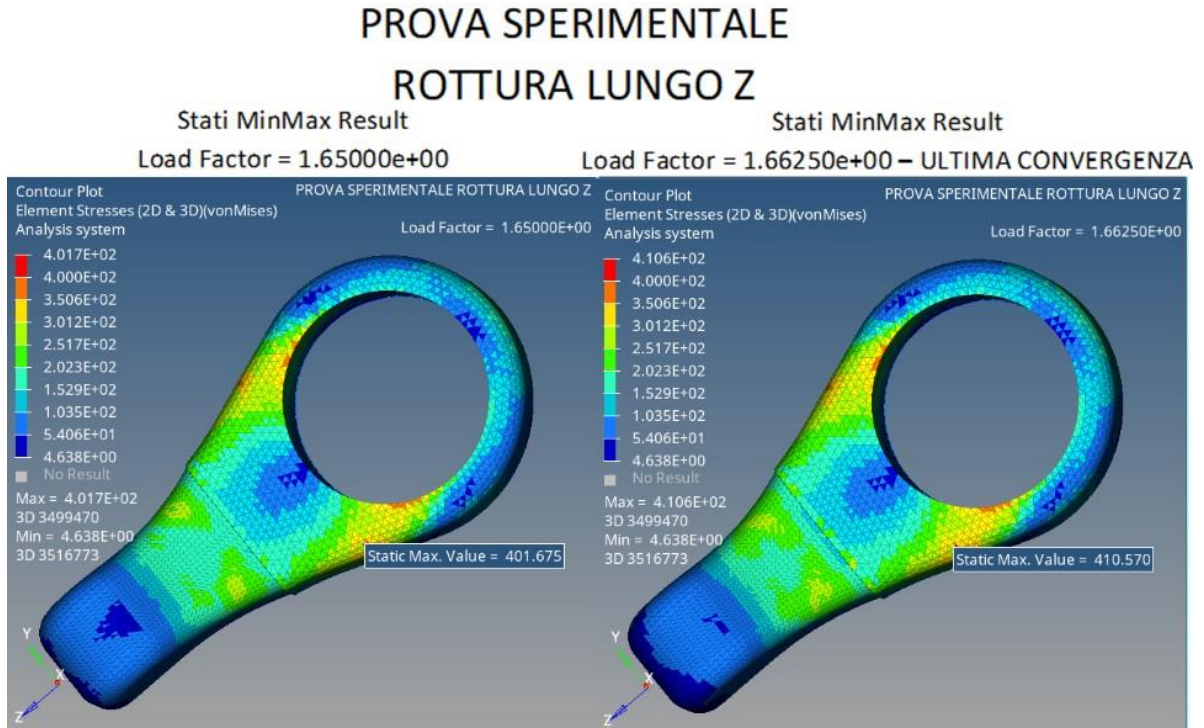 PROVA SPERIMENTALE
ROTTURA LUNGO Z
Stati MinMax Result
Load Factor = 1.65000e+00
Contour Plot
Element Stresses (2D & 3D)(vonMises)
Analysis system
PROVA SPERIMENTALE ROTTURA LUNGO Z
Load Factor = 1.65000E+00
4.017E+02
4.000E+02
3.506E+02
3.012E+02
2.517E+02
2.023E+02
1.529E+02
1.035E+02
5.406E+01
4.638E+00
No Result
Max = 4.017E+02
3D 3499470
Min = 4.638E+00
3D 3516773
Static Max. Value = 401.675
Y
X
Z
Stati MinMax Result
Load Factor = 1.66250e+00 – ULTIMA CONVERGENZA
Contour Plot
Element Stresses (2D & 3D)(vonMises)
Analysis system
PROVA SPERIMENTALE ROTTURA LUNGO Z
Load Factor = 1.66250E+00
4.106E+02
4.000E+02
3.506E+02
3.012E+02
2.517E+02
2.023E+02
1.529E+02
1.035E+02
5.406E+01
4.638E+00
No Result
Max = 4.106E+02
3D 3499470
Min = 4.638E+00
3D 3516773
Static Max. Value = 410.570
Y
X
Z